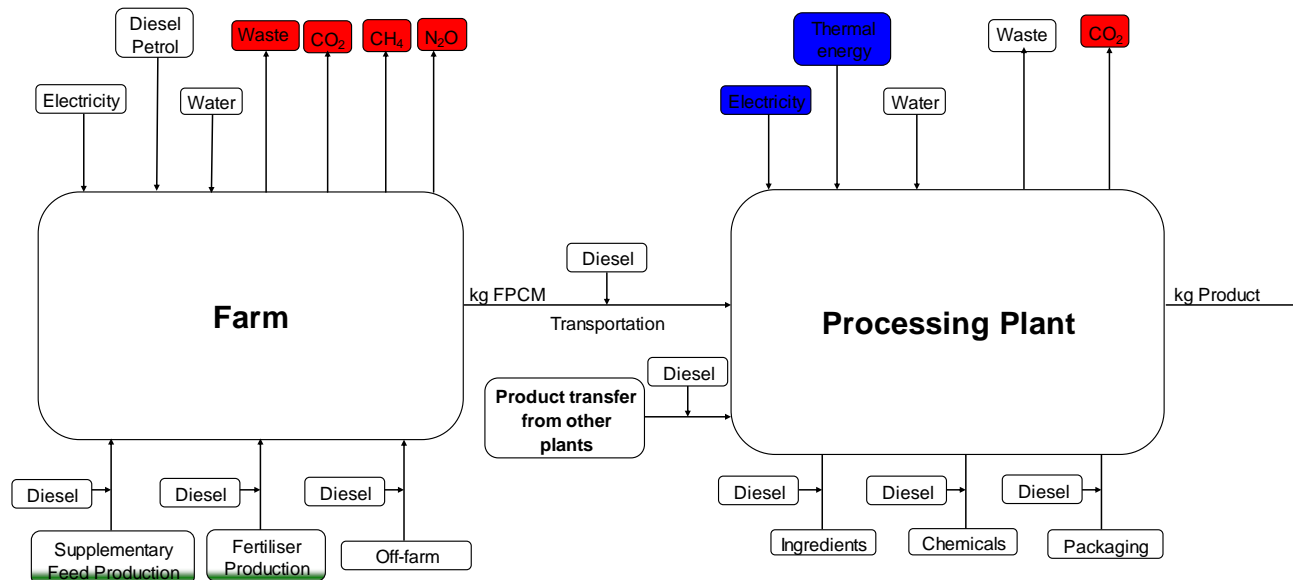 Diesel
Petrol
Waste
CO₂
CH₄
N₂O
Thermal
energy
Waste
CO₂
Electricity
Water
Electricity
Water
Diesel
kg FPCM
Transportation
kg Product
Farm
Processing Plant
Diesel
Product transfer
from other
plants
Diesel
Diesel
Diesel
Diesel
Diesel
Diesel
Supplementary
Feed Production
Fertiliser
Production
Off-farm
Ingredients
Chemicals
Packaging